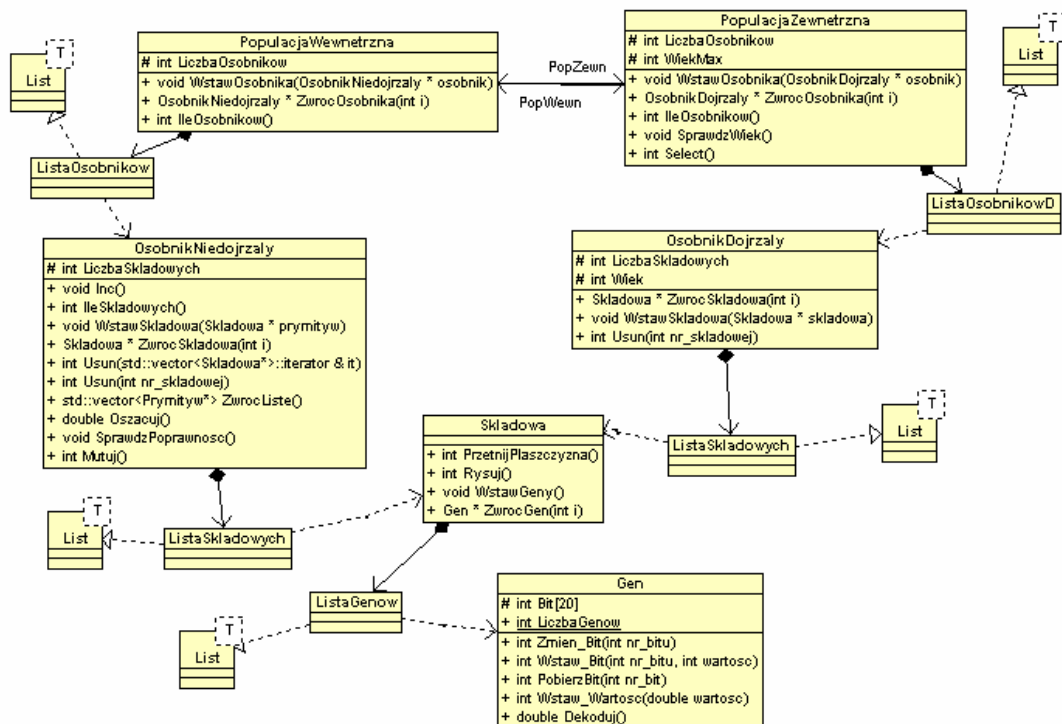 PopulacjaWewnetrzna
# int LiczbaOsobnikow
+ void WstawOsobnika(OsobnikNiedojrzaly * osobnik)
+ OsobnikNiedojrzaly * ZwrocOsobnika(int i)
+ int IleOsobnikow()
PopZewn
PopWewn
PopulacjaZewnetrzna
# int LiczbaOsobnikow
# int WiekMax
+ void WstawOsobnika(OsobnikDojrzaly * osobnik)
+ OsobnikDojrzaly * ZwrocOsobnika(int i)
+ int IleOsobnikow()
+ void SprawdzWiek()
+ int Select()
T
List
T
List
ListaOsobnikow
ListaOsobnikowD
OsobnikNiedojrzaly
# int LiczbaSkladowych
+ void Inc()
+ int IleSkladowych()
+ void WstawSkladowa(Skladowa * prymityw)
+ Skladowa * ZwrocSkladowa(int i)
+ int Usun(std::vector<Skladowa*>::iterator & it)
+ int Usun(int nr_skladowej)
+ std::vector<Prymityw*> ZwrocListe()
+ double Oszacuj()
+ void SprawdzPoprawnosc()
+ int Mutuj()
OsobnikDojrzaly
# int LiczbaSkladowych
# int Wiek
+ Skladowa * ZwrocSkladowa(int i)
+ void WstawSkladowa(Skladowa * skladowa)
+ int Usun(int nr_skladowej)
Skladowa
+ int PrzetnijPlaszczyzna()
+ int Rysuj()
+ void WstawGeny()
+ Gen * ZwrocGen(int i)
ListaSkladowych
T
List
T
List
ListaSkladowych
ListaGenow
T
List
Gen
# int Bit[20]
+ int LiczbaGenow
+ int Zmien_Bit(int nr_bitu)
+ int Wstaw_Bit(int nr_bitu, int wartosc)
+ int PobierzBit(int nr_bit)
+ int Wstaw_Wartosc(double wartosc)
+ double Dekoduj()